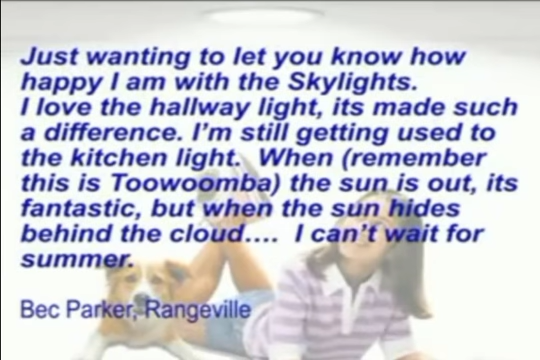 Just wanting to let you know how
happy I am with the Skylights.
I love the hallway light, its made such
a difference. I'm still getting used to
the kitchen light.  When (remember
this is Toowoomba) the sun is out, its
fantastic, but when the sun hides
behind the cloud....  I can't wait for
summer.
Bec Parker, Rangeville